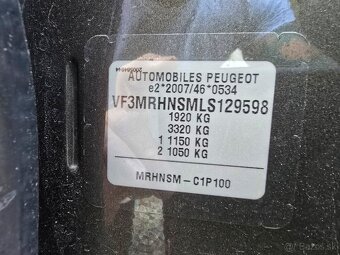 AUTOMOBILES PEUGEOT
e2*2007/46*0534
VF3MRHNSMLS129598
1920 KG
3320 KG
1 1150 KG
2 1050 KG
MRHNSM-C1P100